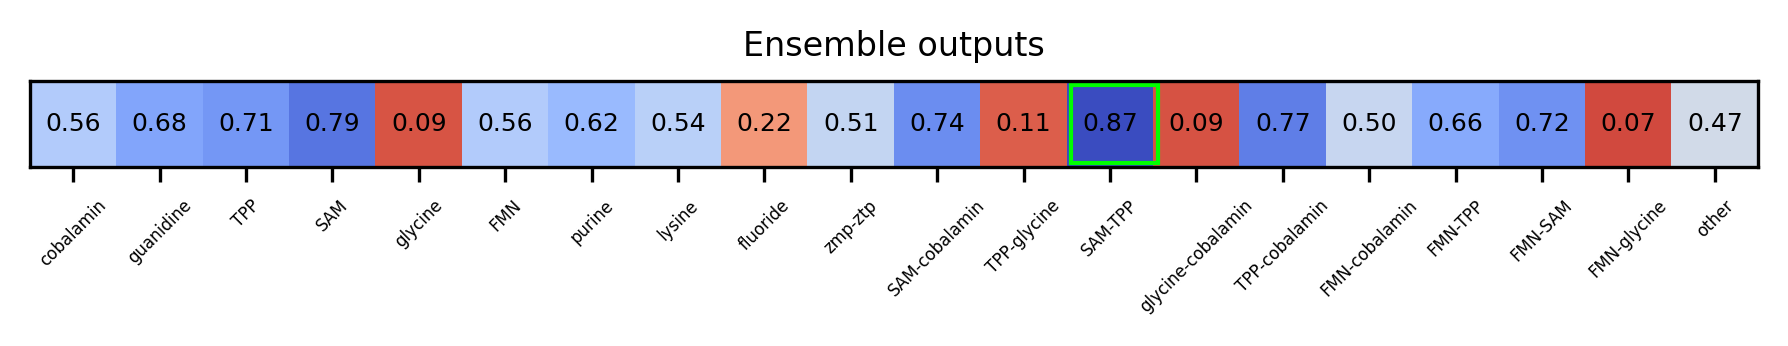 Ensemble outputs
0.56 0.68 0.71 0.79 0.09 0.56 0.62 0.54 0.22 0.51 0.74 0.11 0.87 0.09 0.77 0.50 0.66 0.72 0.07 0.47
cobalamin guanidine TPP SAM glycine FMN purine lysine fluoride zmp-ztp SAM-cobalamin TPP-glycine SAM-TPP glycine-cobalamin TPP-cobalamin FMN-cobalamin FMN-TPP FMN-SAM FMN-glycine other